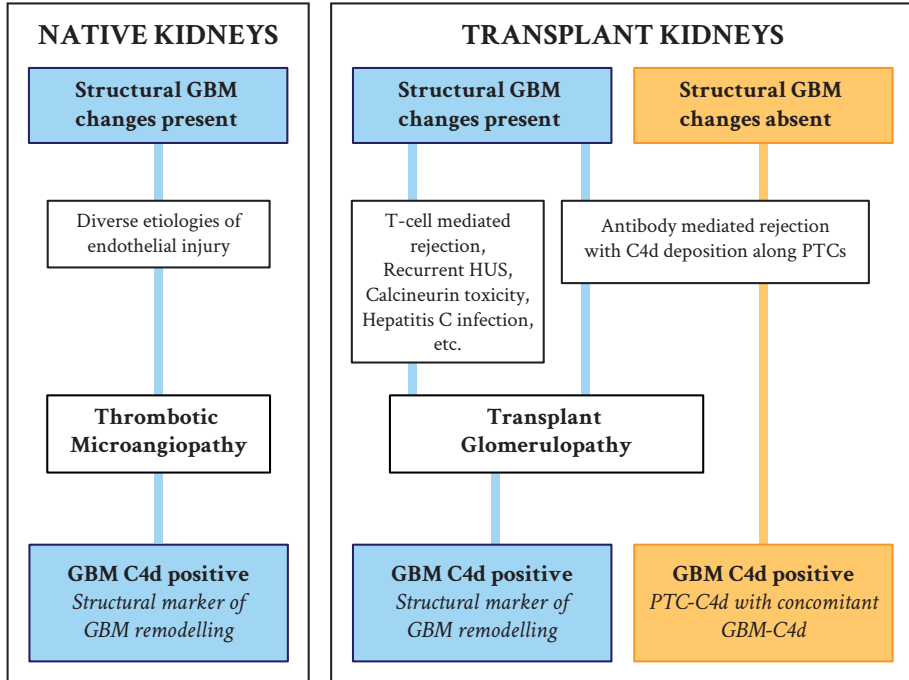 NATIVE KIDNEYS
Structural GBM
changes present
Diverse etiologies of
endothelial injury
Thrombotic
Microangiopathy
GBM C4d positive
Structural marker of
GBM remodelling
TRANSPLANT KIDNEYS
Structural GBM
changes present
Structural GBM
changes absent
T-cell mediated
rejection,
Recurrent HUS,
Calcineurin toxicity,
Hepatitis C infection,
etc.
Antibody mediated rejection
with C4d deposition along PTCs
Transplant
Glomerulopathy
GBM C4d positive
Structural marker of
GBM remodelling
GBM C4d positive
PTC-C4d with concomitant
GBM-C4d